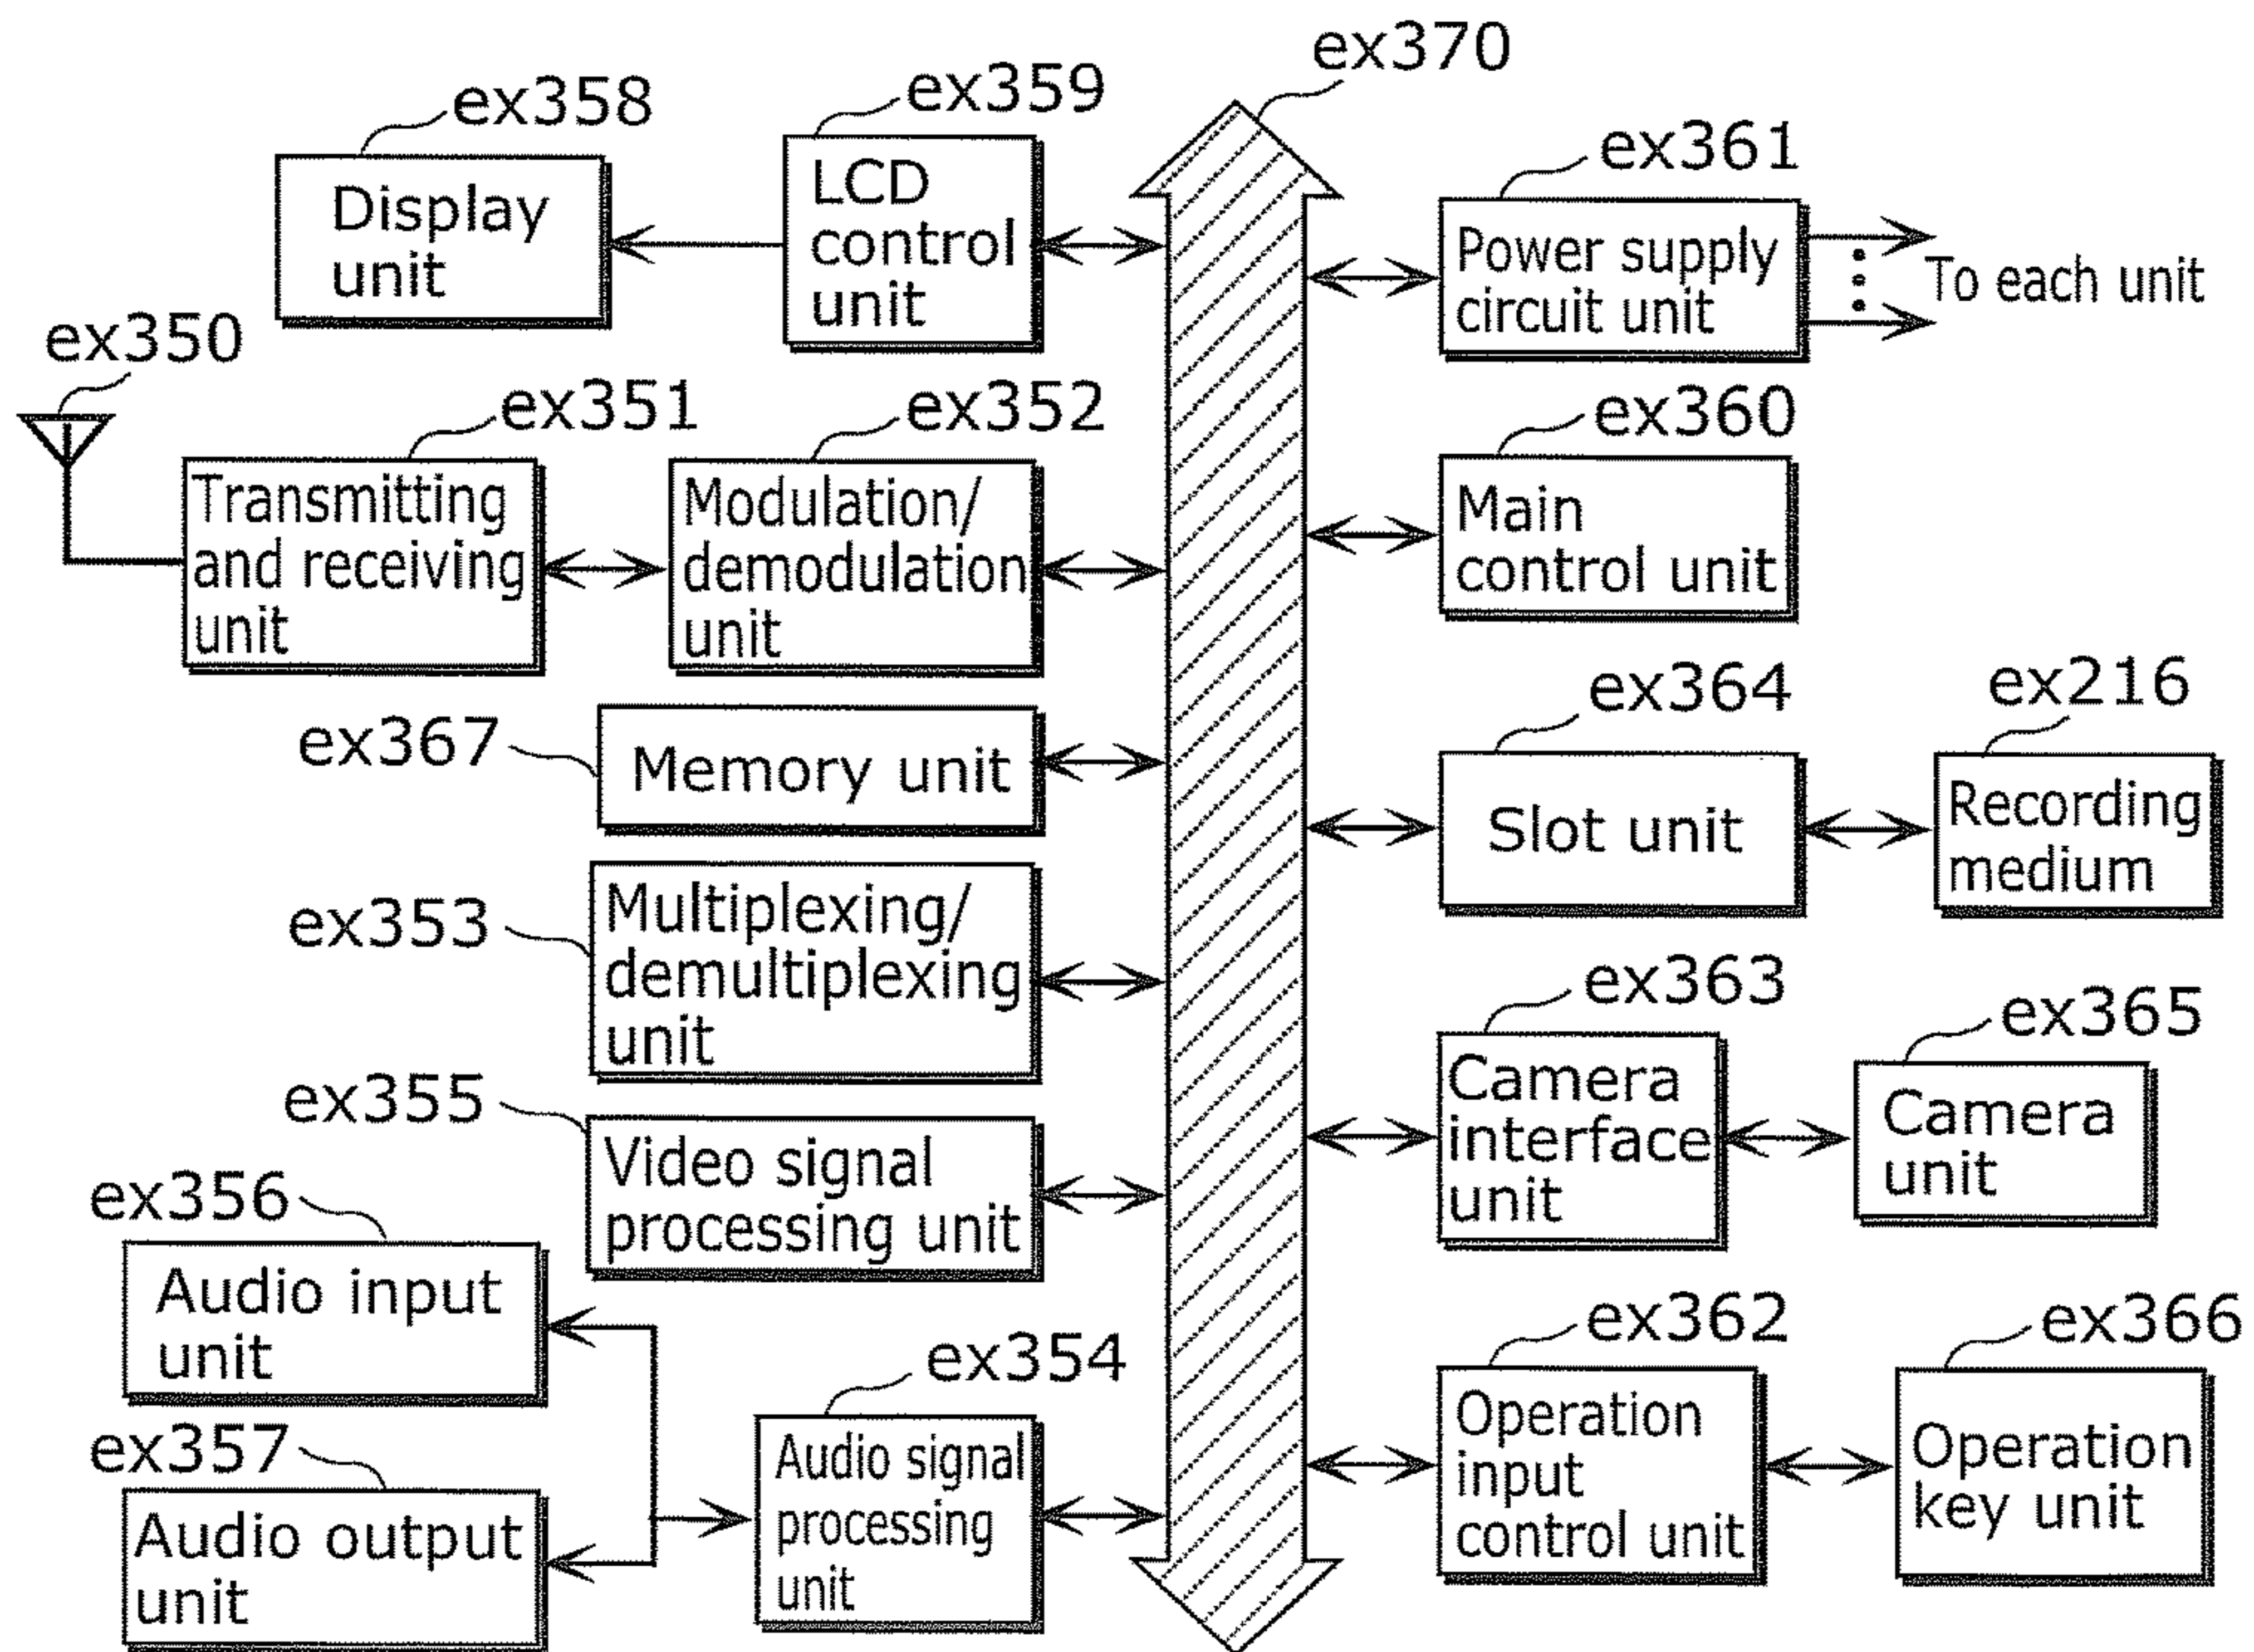 ex370
ex359
ex358
ex361
LCD
control
unit
Display
unit
Power supply
circuit unit
To each unit
ex350
ex351
ex352
ex360
Transmitting
and receiving
unit
Modulation/
demodulation
unit
Main
control unit
ex364
ex216
ex367
Memory unit
Slot unit
Recording
medium
ex353
Multiplexing/
demultiplexing
unit
ex363
ex365
Camera
interface
unit
Camera
unit
ex355
Video signal
processing unit
ex356
Audio input
unit
ex362
ex366
ex354
Operation
input
control unit
Operation
key unit
ex357
Audio output
unit
Audio signal
processing
unit